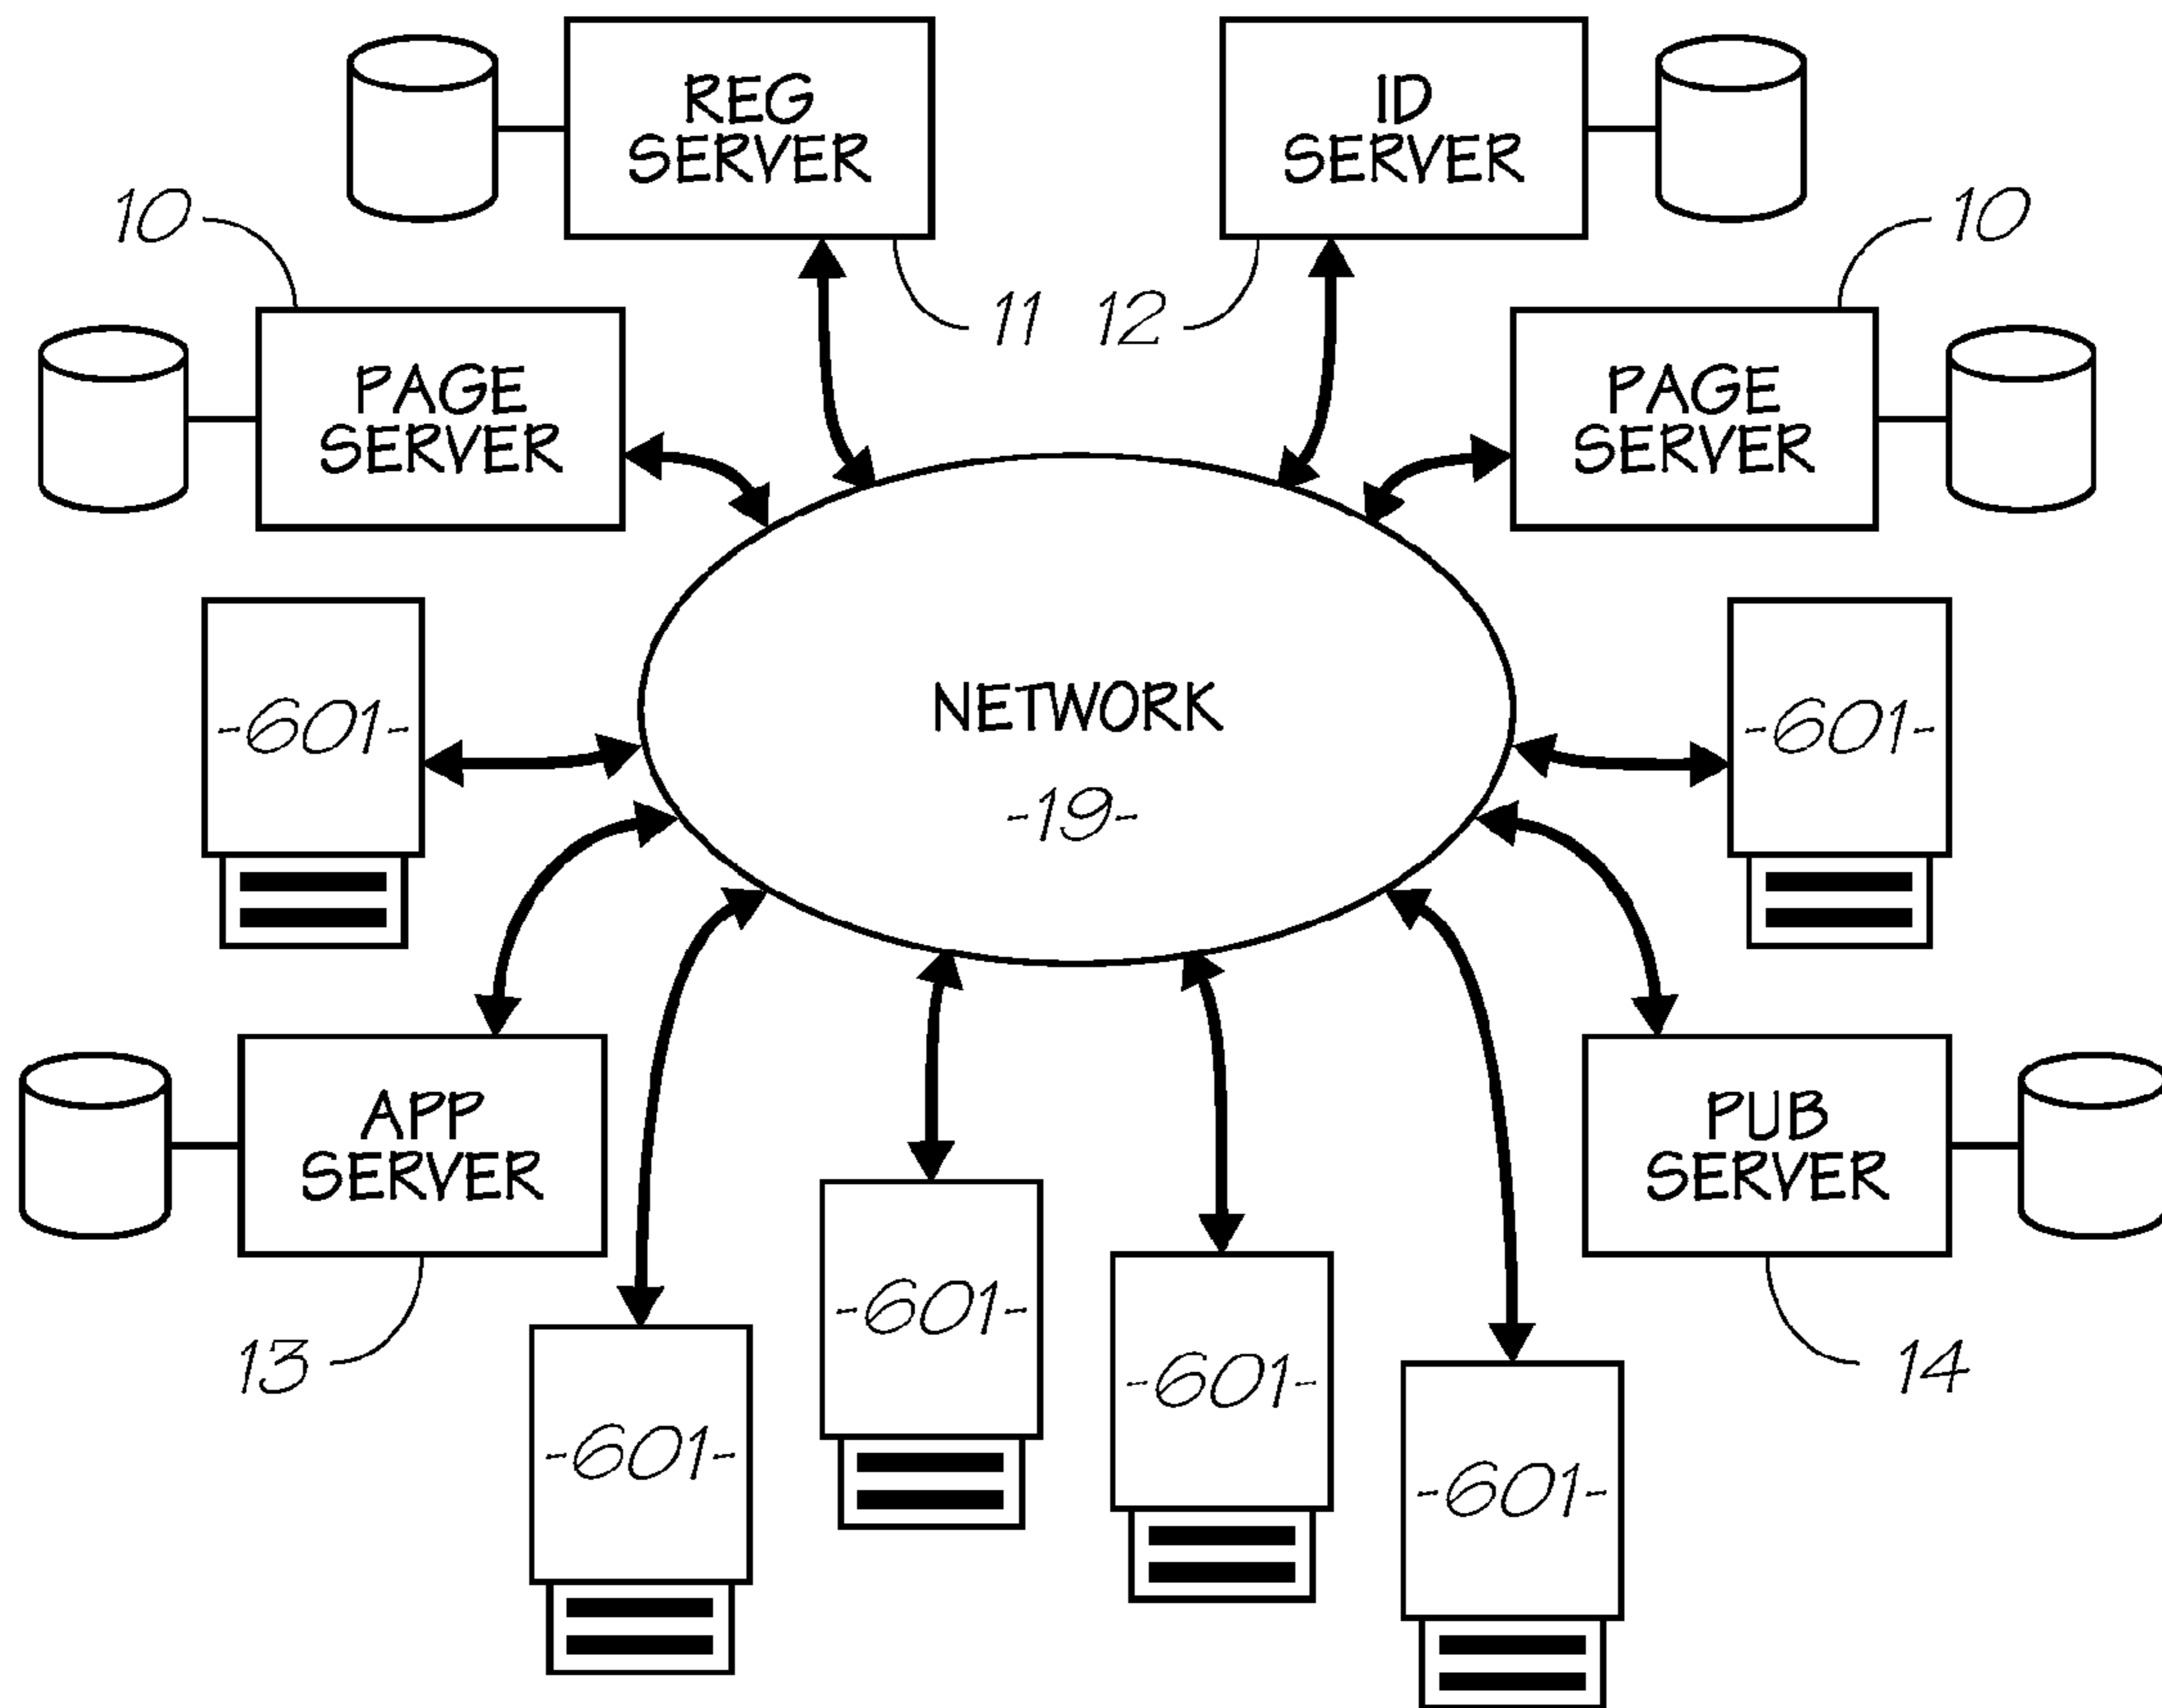 REG
SERVER
ID
SERVER
10
10
11
12
PAGE
SERVER
PAGE
SERVER
-601-
NETWORK
-19-
-601-
APP
SERVER
PUB
SERVER
13
-601-
-601-
-601-
-601-
14